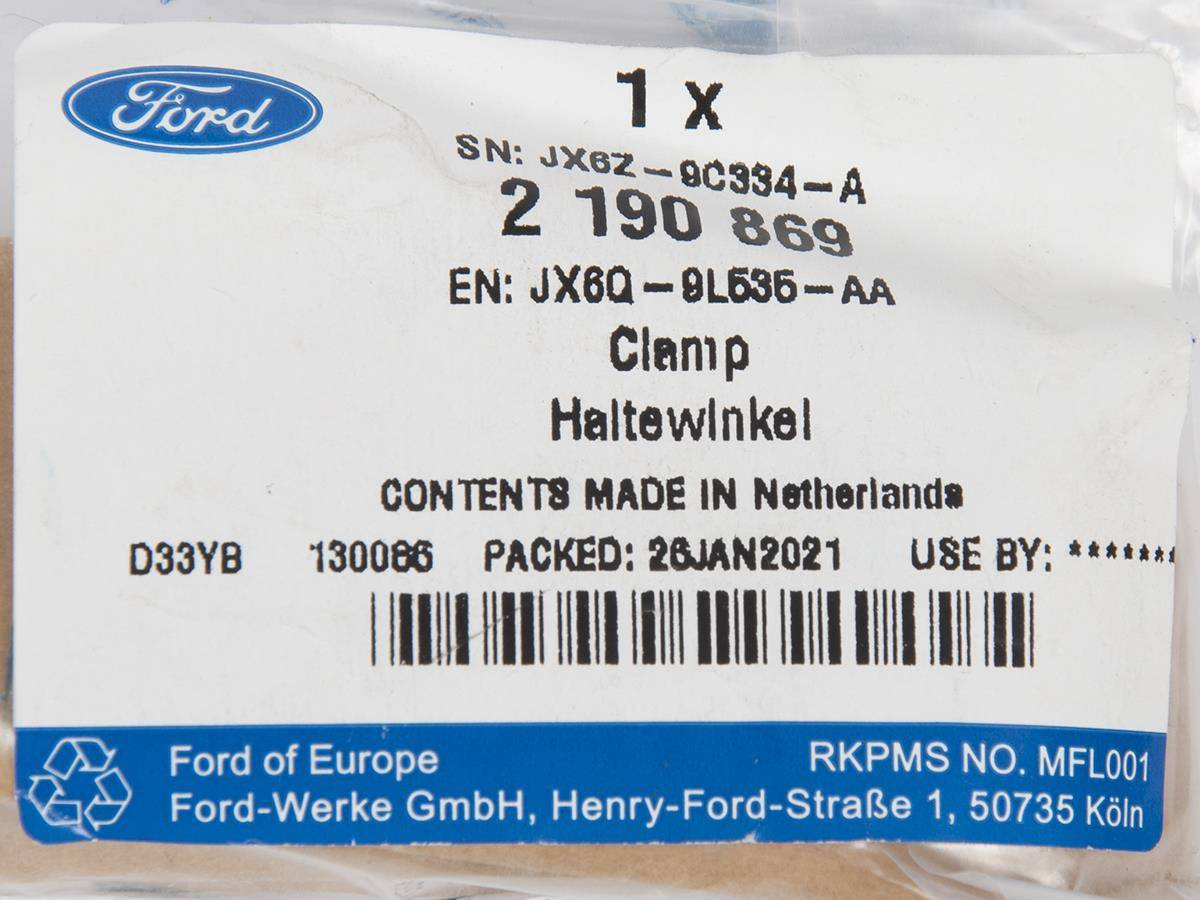 Ford
1 x
SN: JX6Z-9C334-A
2 190 869
EN: JX6Q-9L535-AA
Clamp
Haltewinkel
CONTENTS MADE IN Netherlands
D33YB 130086 PACKED: 26JAN2021 USE BY: *******
Ford of Europe RKPMS NO. MFL001
Ford-Werke GmbH, Henry-Ford-Straße 1, 50735 Köln